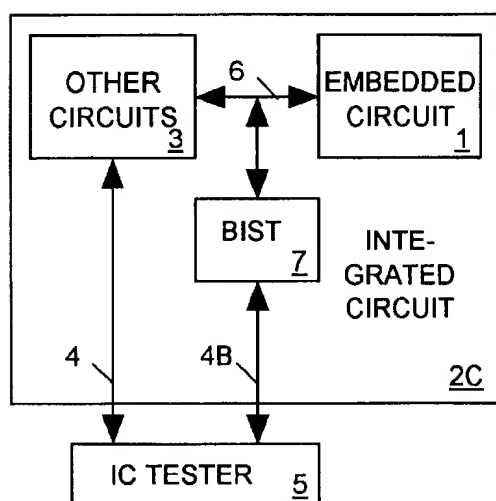 OTHER
CIRCUITS
3
6
EMBEDDED
CIRCUIT
1
BIST
7
INTE-
GRATED
CIRCUIT
4
4B
2C
IC TESTER
5